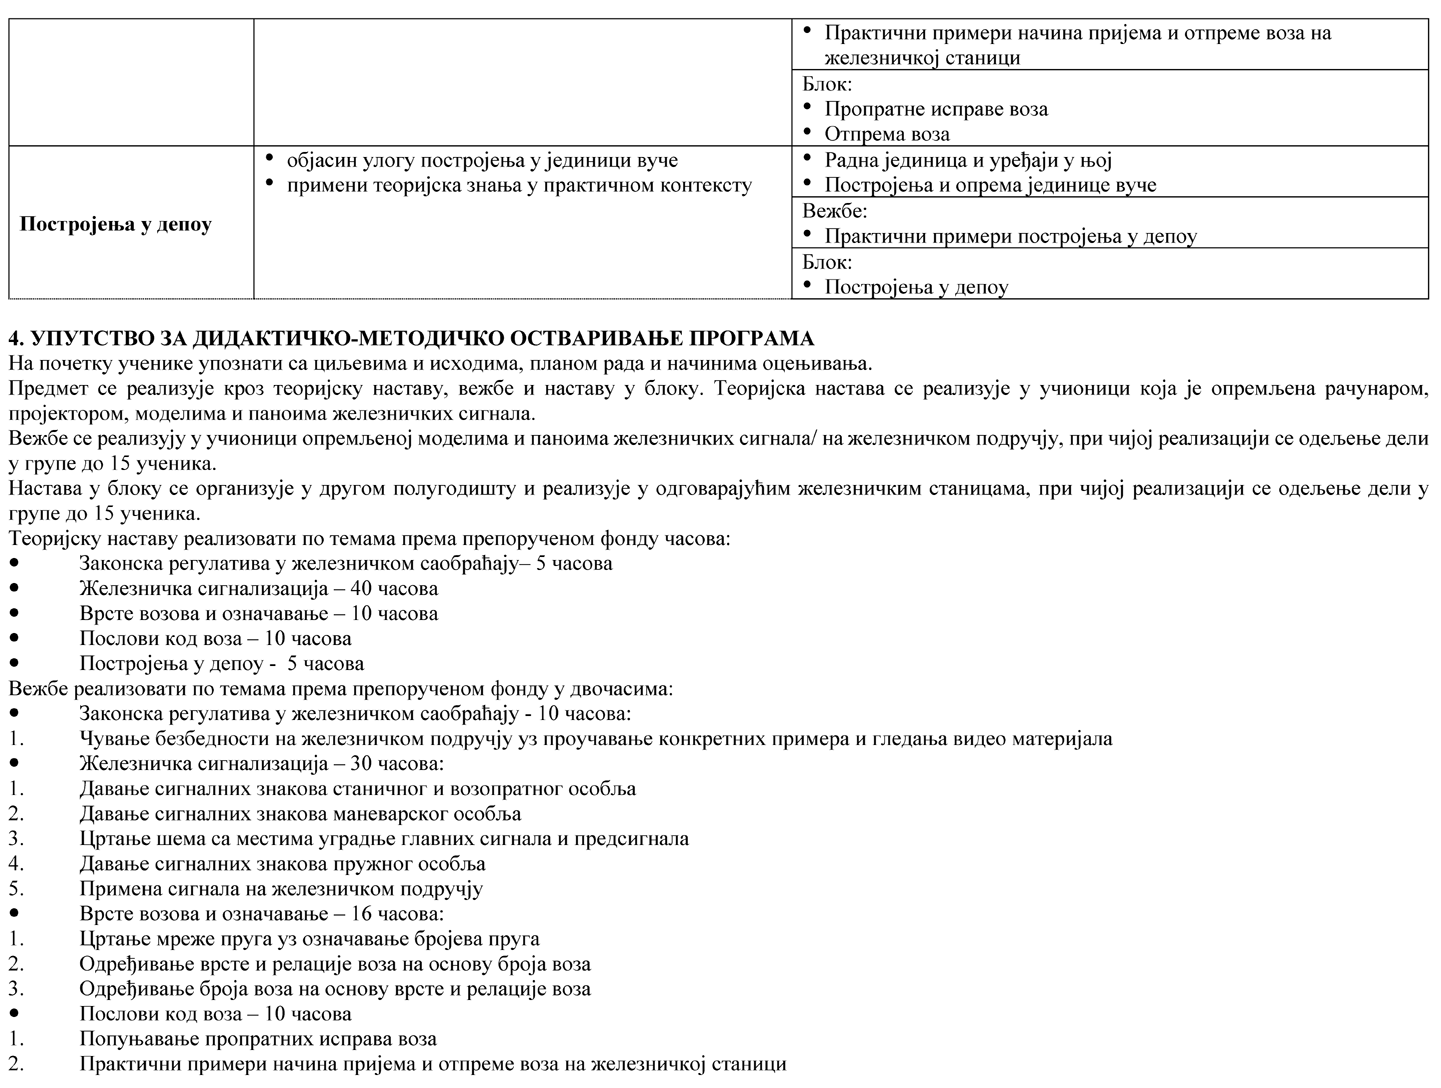 • Практични примери начина пријема и отпреме воза на
железничкој станици
Блок:
• Пропратне исправе воза
• Отпрема воза
Постројења у депоу
• објасин улогу постројења у јединици вуче
• примени теоријска знања у практичном контексту
• Радна јединица и уређаји у њој
• Постројења и опрема јединице вуче
Вежбе:
• Практични примери постројења у депоу
Блок:
• Постројења у депоу
4. УПУТСТВО ЗА ДИДАКТИЧКО-МЕТОДИЧКО ОСТВАРИВАЊЕ ПРОГРАМА
На почетку ученике упознати са циљевима и исходима, планом рада и начинима оцењивања.
Предмет се реализује кроз теоријску наставу, вежбе и наставу у блоку. Теоријска настава се реализује у учионици која је опремљена рачунаром,
пројектором, моделима и паноима железничких сигнала.
Вежбе се реализују у учионици опремљеној моделима и паноима железничких сигнала/ на железничком подручју, при чијој реализацији се одељење дели
у групе до 15 ученика.
Настава у блоку се организује у другом полугодишту и реализује у одговарајућим железничким станицама, при чијој реализацији се одељење дели у
групе до 15 ученика.
Теоријску наставу реализовати по темама према препорученом фонду часова:
• Законска регулатива у железничком саобраћају– 5 часова
• Железничка сигнализација – 40 часова
• Врсте возова и означавање – 10 часова
• Послови код воза – 10 часова
• Постројења у депоу - 5 часова
Вежбе реализовати по темама према препорученом фонду у двочасима:
• Законска регулатива у железничком саобраћају - 10 часова:
1. Чување безбедности на железничком подручју уз проучавање конкретних примера и гледања видео материјала
• Железничка сигнализација – 30 часова:
1. Давање сигналних знакова станичног и возопратног особља
2. Давање сигналних знакова маневарског особља
3. Цртање шема са местима уградње главних сигнала и предсигнала
4. Давање сигналних знакова пружног особља
5. Примена сигнала на железничком подручју
• Врсте возова и означавање – 16 часова:
1. Цртање мреже пруга уз означавање бројева пруга
2. Одређивање врсте и релације воза на основу броја воза
3. Одређивање броја воза на основу врсте и релације воза
• Послови код воза – 10 часова
1. Попуњавање пропратних исправа воза
2. Практични примери начина пријема и отпреме воза на железничкој станици